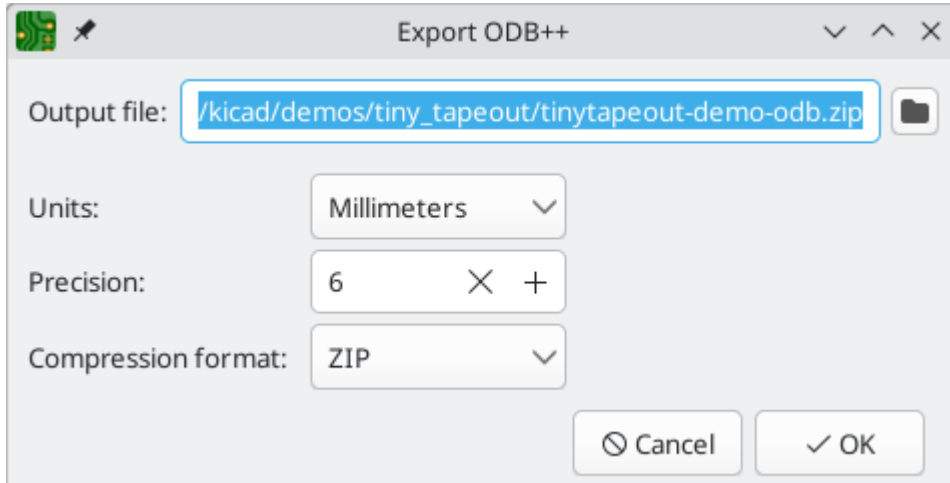 Export ODB++
Output file: /kicad/demos/tiny_tapeout/tinytapeout-demo-odb.zip
Units: Millimeters
Precision: 6
Compression format: ZIP
Cancel OK